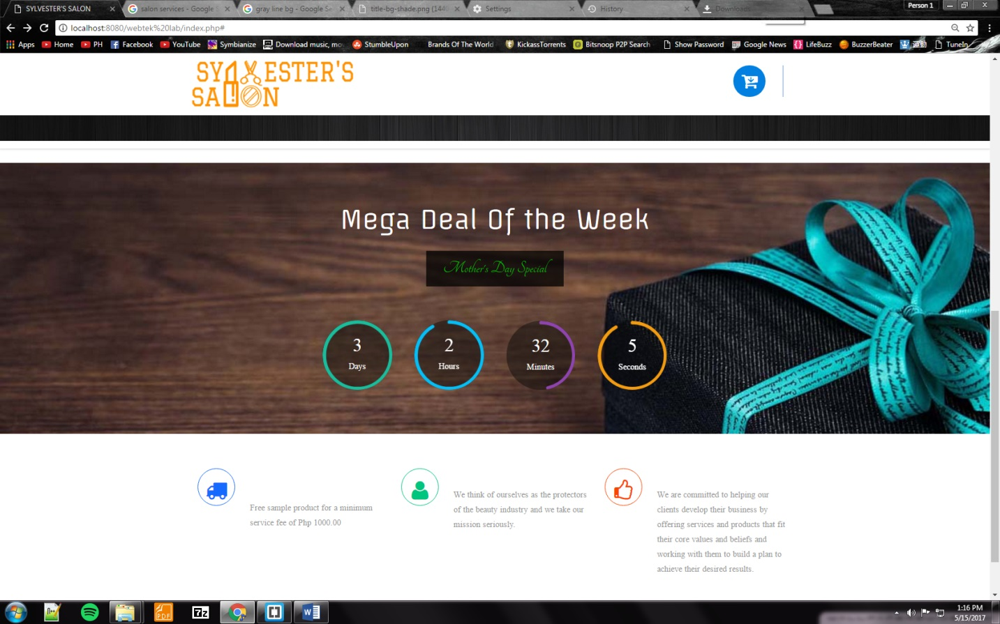 SYLVESTER'S SALON
salon services - Google S
gray line bg - Google Se
title-bg-shade.png (144
Settings
History
Downloads
Person 1
localhost:8080/webtek%20lab/index.php#
Apps
Home
PH
Facebook
YouTube
Symbianize
Download music, mo
StumbleUpon
Brands Of The World
KickassTorrents
Bitsnoop P2P Search
Show Password
Google News
LifeBuzz
BuzzerBeater
TuneIn
SYLVESTER'S
SALON
Mega Deal Of the Week
Mother's Day Special
3
Days
2
Hours
32
Minutes
5
Seconds
Free sample product for a minimum
service fee of Php 1000.00
We think of ourselves as the protectors
of the beauty industry and we take our
mission seriously.
We are committed to helping our
clients develop their business by
offering services and products that fit
their core values and beliefs and
working with them to build a plan to
achieve their desired results.
PDF
7z
W
1:16 PM
5/15/2017